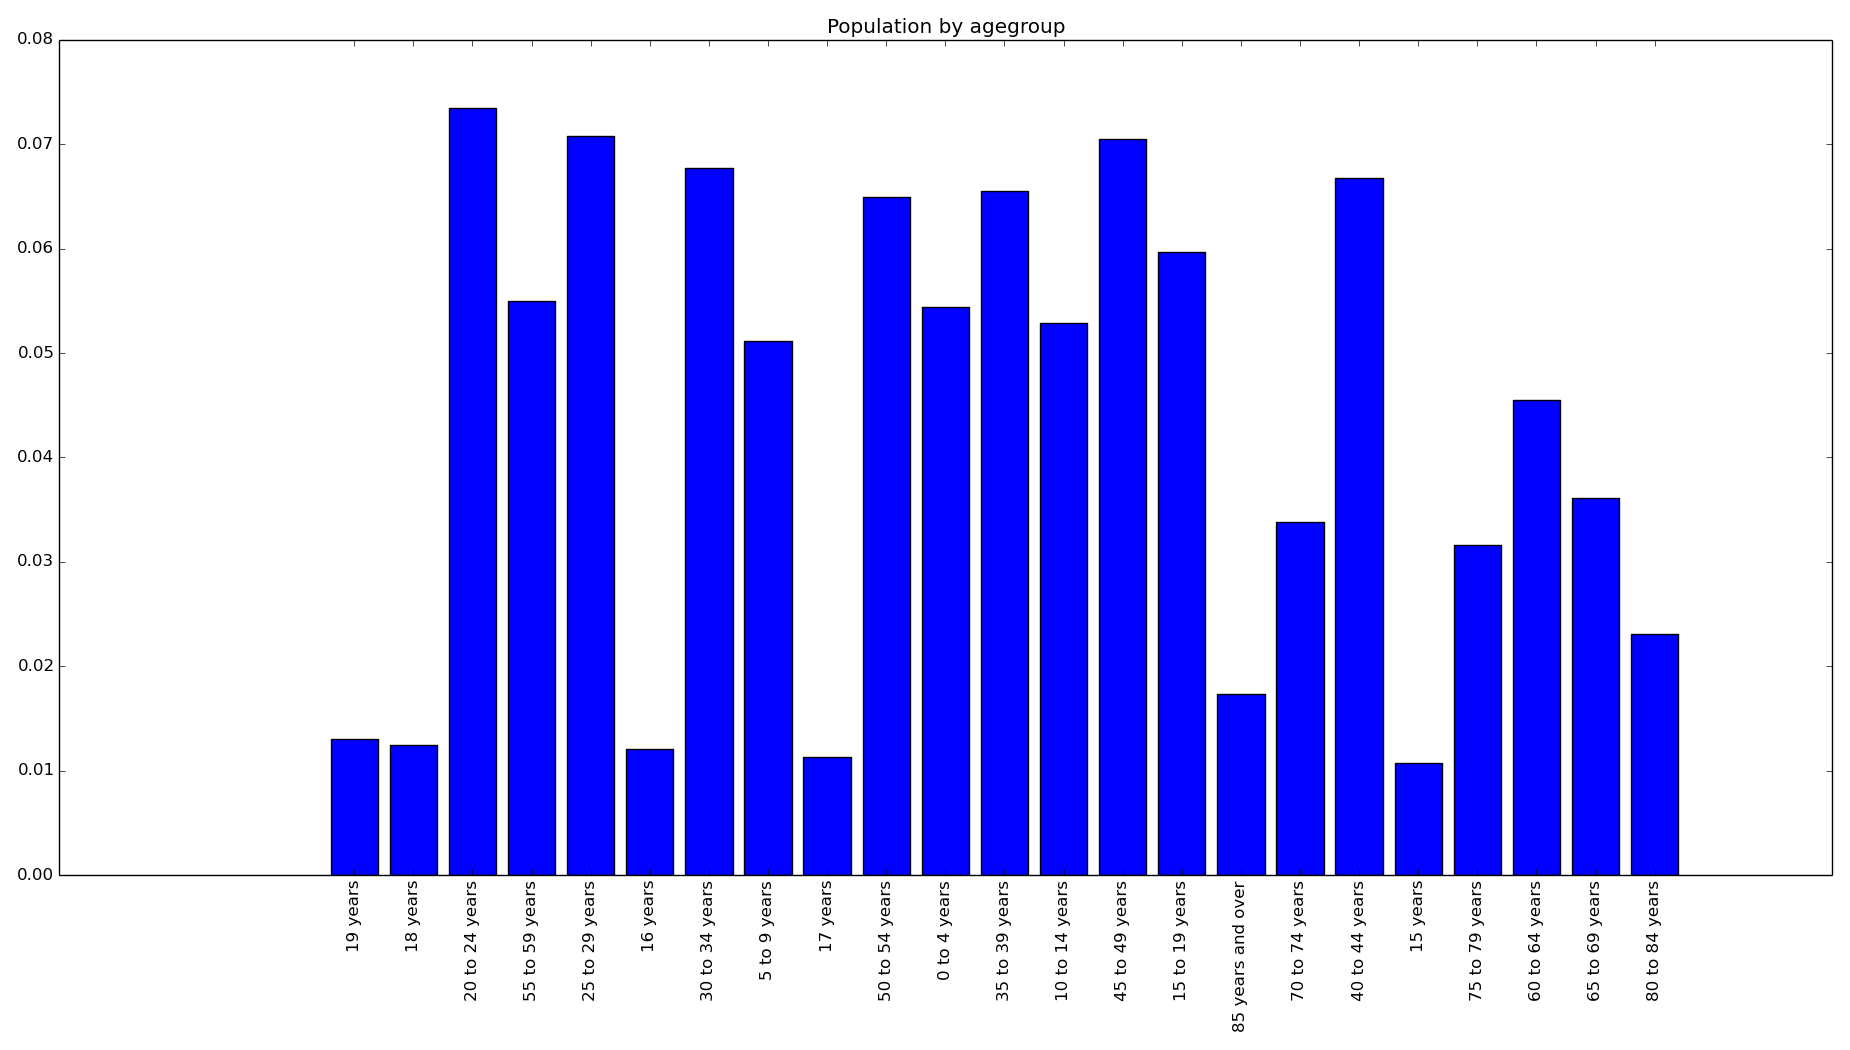 Population by agegroup
0.08
0.07
0.06
0.05
0.04
0.03
0.02
0.01
0.00
19 years
18 years
20 to 24 years
55 to 59 years
25 to 29 years
16 years
30 to 34 years
5 to 9 years
17 years
50 to 54 years
0 to 4 years
35 to 39 years
10 to 14 years
45 to 49 years
15 to 19 years
85 years and over
70 to 74 years
40 to 44 years
15 years
75 to 79 years
60 to 64 years
65 to 69 years
80 to 84 years